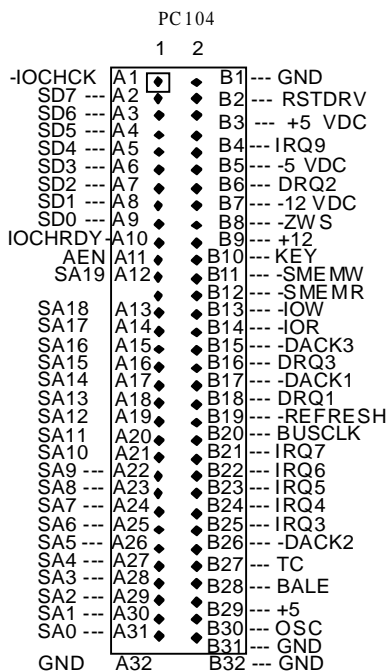 PC104
1 2
-IOCHCK A1 B1 --- GND
SD7 --- A2 B2 --- RSTDRV
SD6 --- A3 B3 --- +5 VDC
SD5 --- A4 B4 --- IRQ9
SD4 --- A5 B5 --- -5 VDC
SD3 --- A6 B6 --- DRQ2
SD2 --- A7 B7 --- -12 VDC
SD1 --- A8 B8 --- -ZWS
SD0 --- A9 B9 --- +12
IOCHRDY-A10 B10 --- KEY
AEN A11 B11 --- -SMEMW
SA19 A12 B12 --- -SMEMR
SA18 A13 B13 --- -IOW
SA17 A14 B14 --- -IOR
SA16 A15 B15 --- -DACK3
SA15 A16 B16 --- DRQ3
SA14 A17 B17 --- -DACK1
SA13 A18 B18 --- DRQ1
SA12 A19 B19 --- -REFRESH
SA11 A20 B20 --- BUSCLK
SA10 A21 B21 --- IRQ7
SA9 --- A22 B22 --- IRQ6
SA8 --- A23 B23 --- IRQ5
SA7 --- A24 B24 --- IRQ4
SA6 --- A25 B25 --- IRQ3
SA5 --- A26 B26 --- -DACK2
SA4 --- A27 B27 --- TC
SA3 --- A28 B28 --- BALE
SA2 --- A29 B29 --- +5
SA1 --- A30 B30 --- OSC
SA0 --- A31 B31 --- GND
GND A32 B32 --- GND